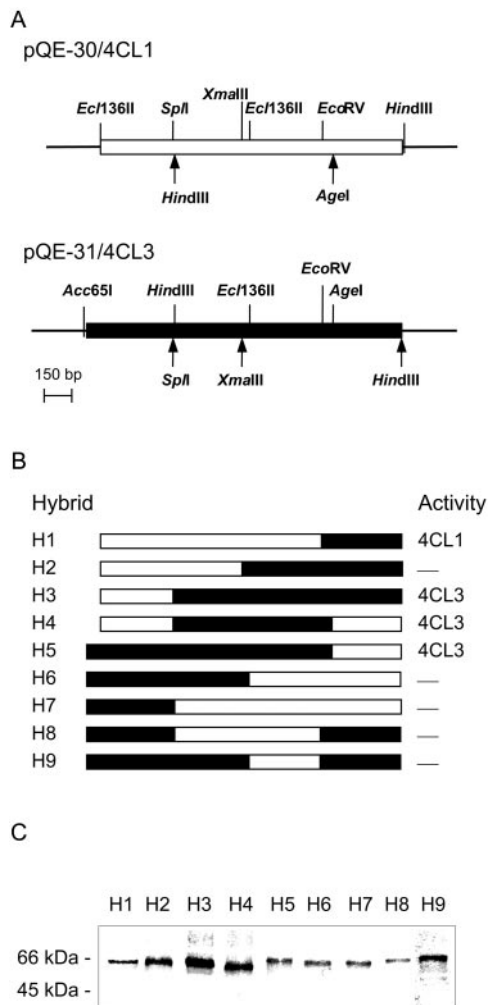 A
pQE-30/4CL1
XmaIII
Ecl136II SplI Ecl136II EcoRV HindIII
HindIII AgeI
pQE-31/4CL3
EcoRV
Acc65I HindIII Ecl136II AgeI
150 bp
SplI XmaIII HindIII
B
Hybrid Activity
H1 4CL1
H2 —
H3 4CL3
H4 4CL3
H5 4CL3
H6 —
H7 —
H8 —
H9 —
C
H1 H2 H3 H4 H5 H6 H7 H8 H9
66 kDa -
45 kDa -